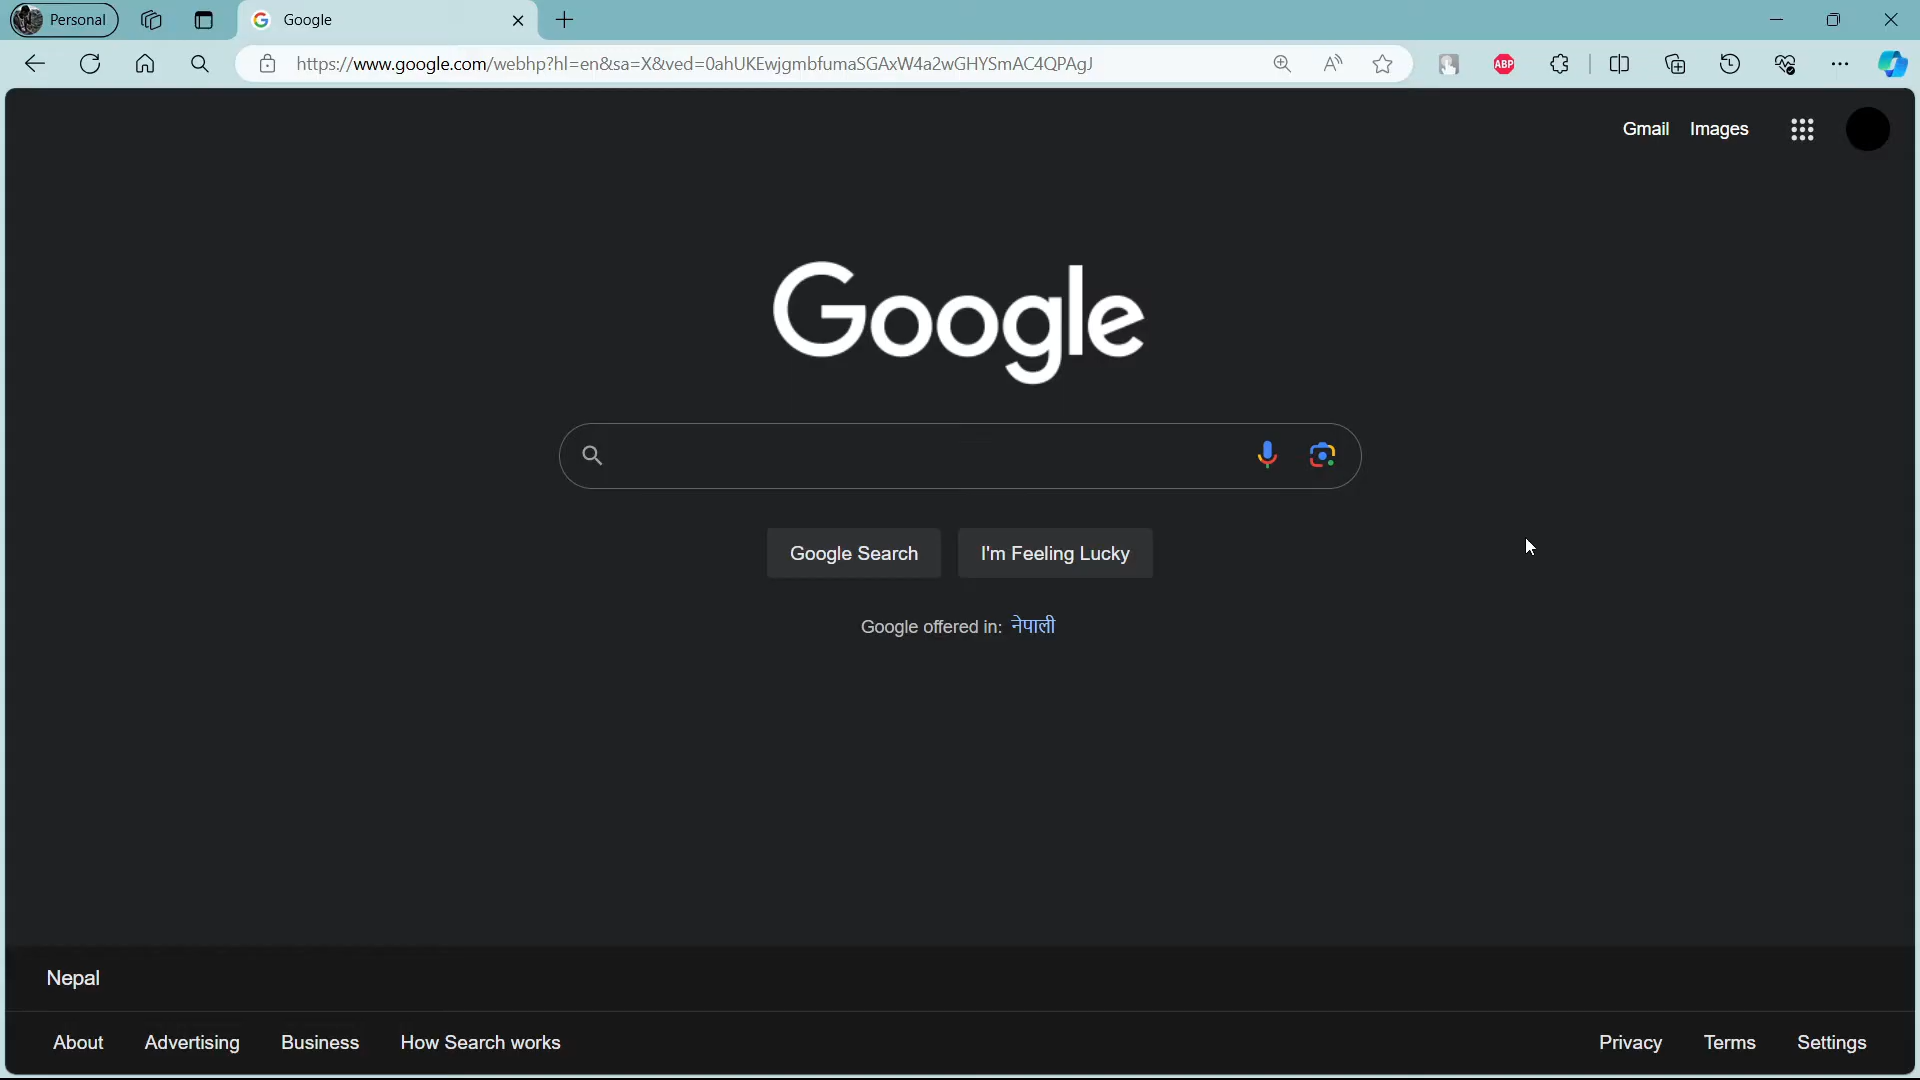 Personal
Google
https://www.google.com/webhp?hl=en&sa=X&ved=0ahUKEwjgmbfumaSGAxW4a2wGHYSmAC4QPAgJ
ABP
Gmail Images
Google
Google Search I'm Feeling Lucky
Google offered in: नेपाली
Nepal
About Advertising Business How Search works Privacy Terms Settings